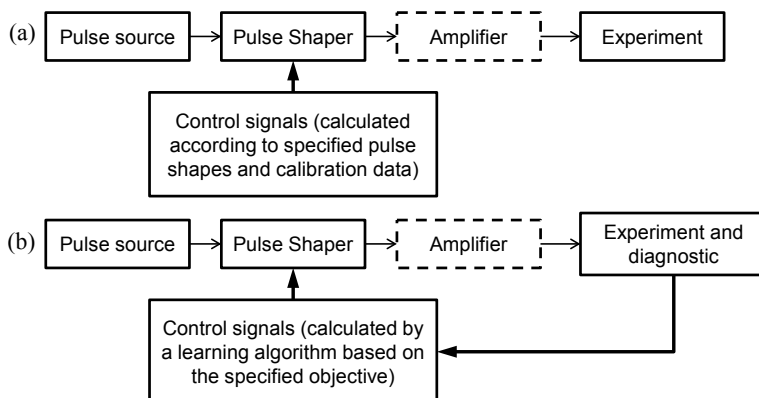 (a)
Pulse source
Pulse Shaper
Amplifier
Experiment
Control signals (calculated
according to specified pulse
shapes and calibration data)
(b)
Pulse source
Pulse Shaper
Amplifier
Experiment and
diagnostic
Control signals (calculated by
a learning algorithm based on
the specified objective)